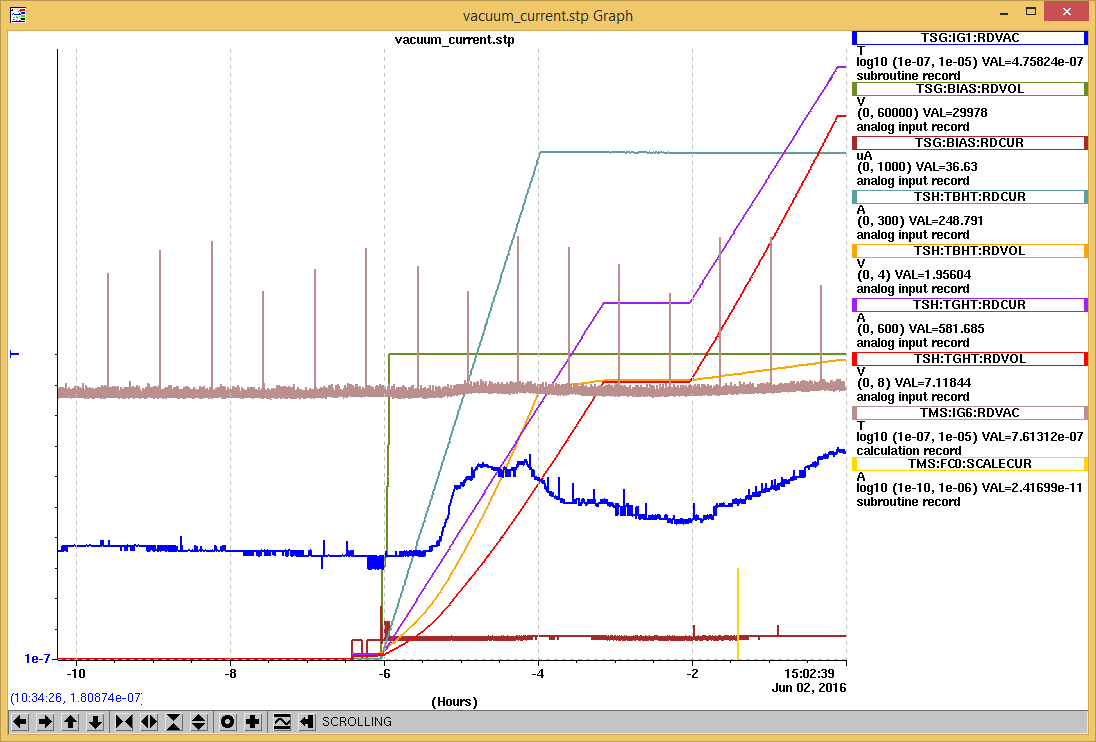 vacuum_current.stp Graph
vacuum_current.stp
T
1e-7
-10
-8
-6
-4
-2
15:02:39
Jun 02, 2016
(Hours)
(10:34:26, 1.80874e-07)
SCROLLING
TSG:IG1:RDVAC
T
log10 (1e-07, 1e-05) VAL=4.75824e-07
subroutine record
TSG:BIAS:RDVOL
V
(0, 60000) VAL=29978
analog input record
TSG:BIAS:RDCUR
uA
(0, 1000) VAL=36.63
analog input record
TSH:TBHT:RDCUR
A
(0, 300) VAL=248.791
analog input record
TSH:TBHT:RDVOL
V
(0, 4) VAL=1.95604
analog input record
TSH:TGHT:RDCUR
A
(0, 600) VAL=581.685
analog input record
TSH:TGHT:RDVOL
V
(0, 8) VAL=7.11844
analog input record
TMS:IG6:RDVAC
T
log10 (1e-07, 1e-05) VAL=7.61312e-07
calculation record
TMS:FC0:SCALECUR
A
log10 (1e-10, 1e-06) VAL=2.41699e-11
subroutine record